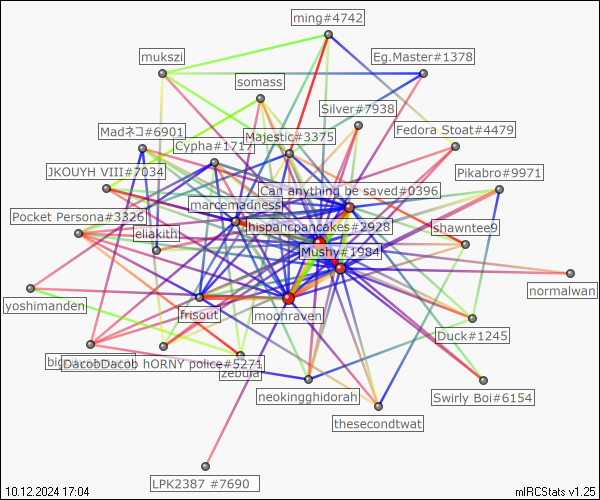 ming#4742
mukszi
Eg.Master#1378
somass
Silver#7938
Madネコ#6901
Majestic#3375
Fedora Stoat#4479
Cypha#1717
JKOUYH VIII#7034
Pikabro#9971
Can anything be saved#0396
marcemadness
Pocket Persona#3326
hispancpancakes#2928
shawntee9
eliakith
Mushy#1984
normalwan
yoshimanden
frisout
moonraven
Duck#1245
DacobDacob hORNY police#5271
zebula
neokingghidorah
Swirly Boi#6154
thesecondtwat
LPK2387 #7690
10.12.2024 17:04
mIRCStats v1.25